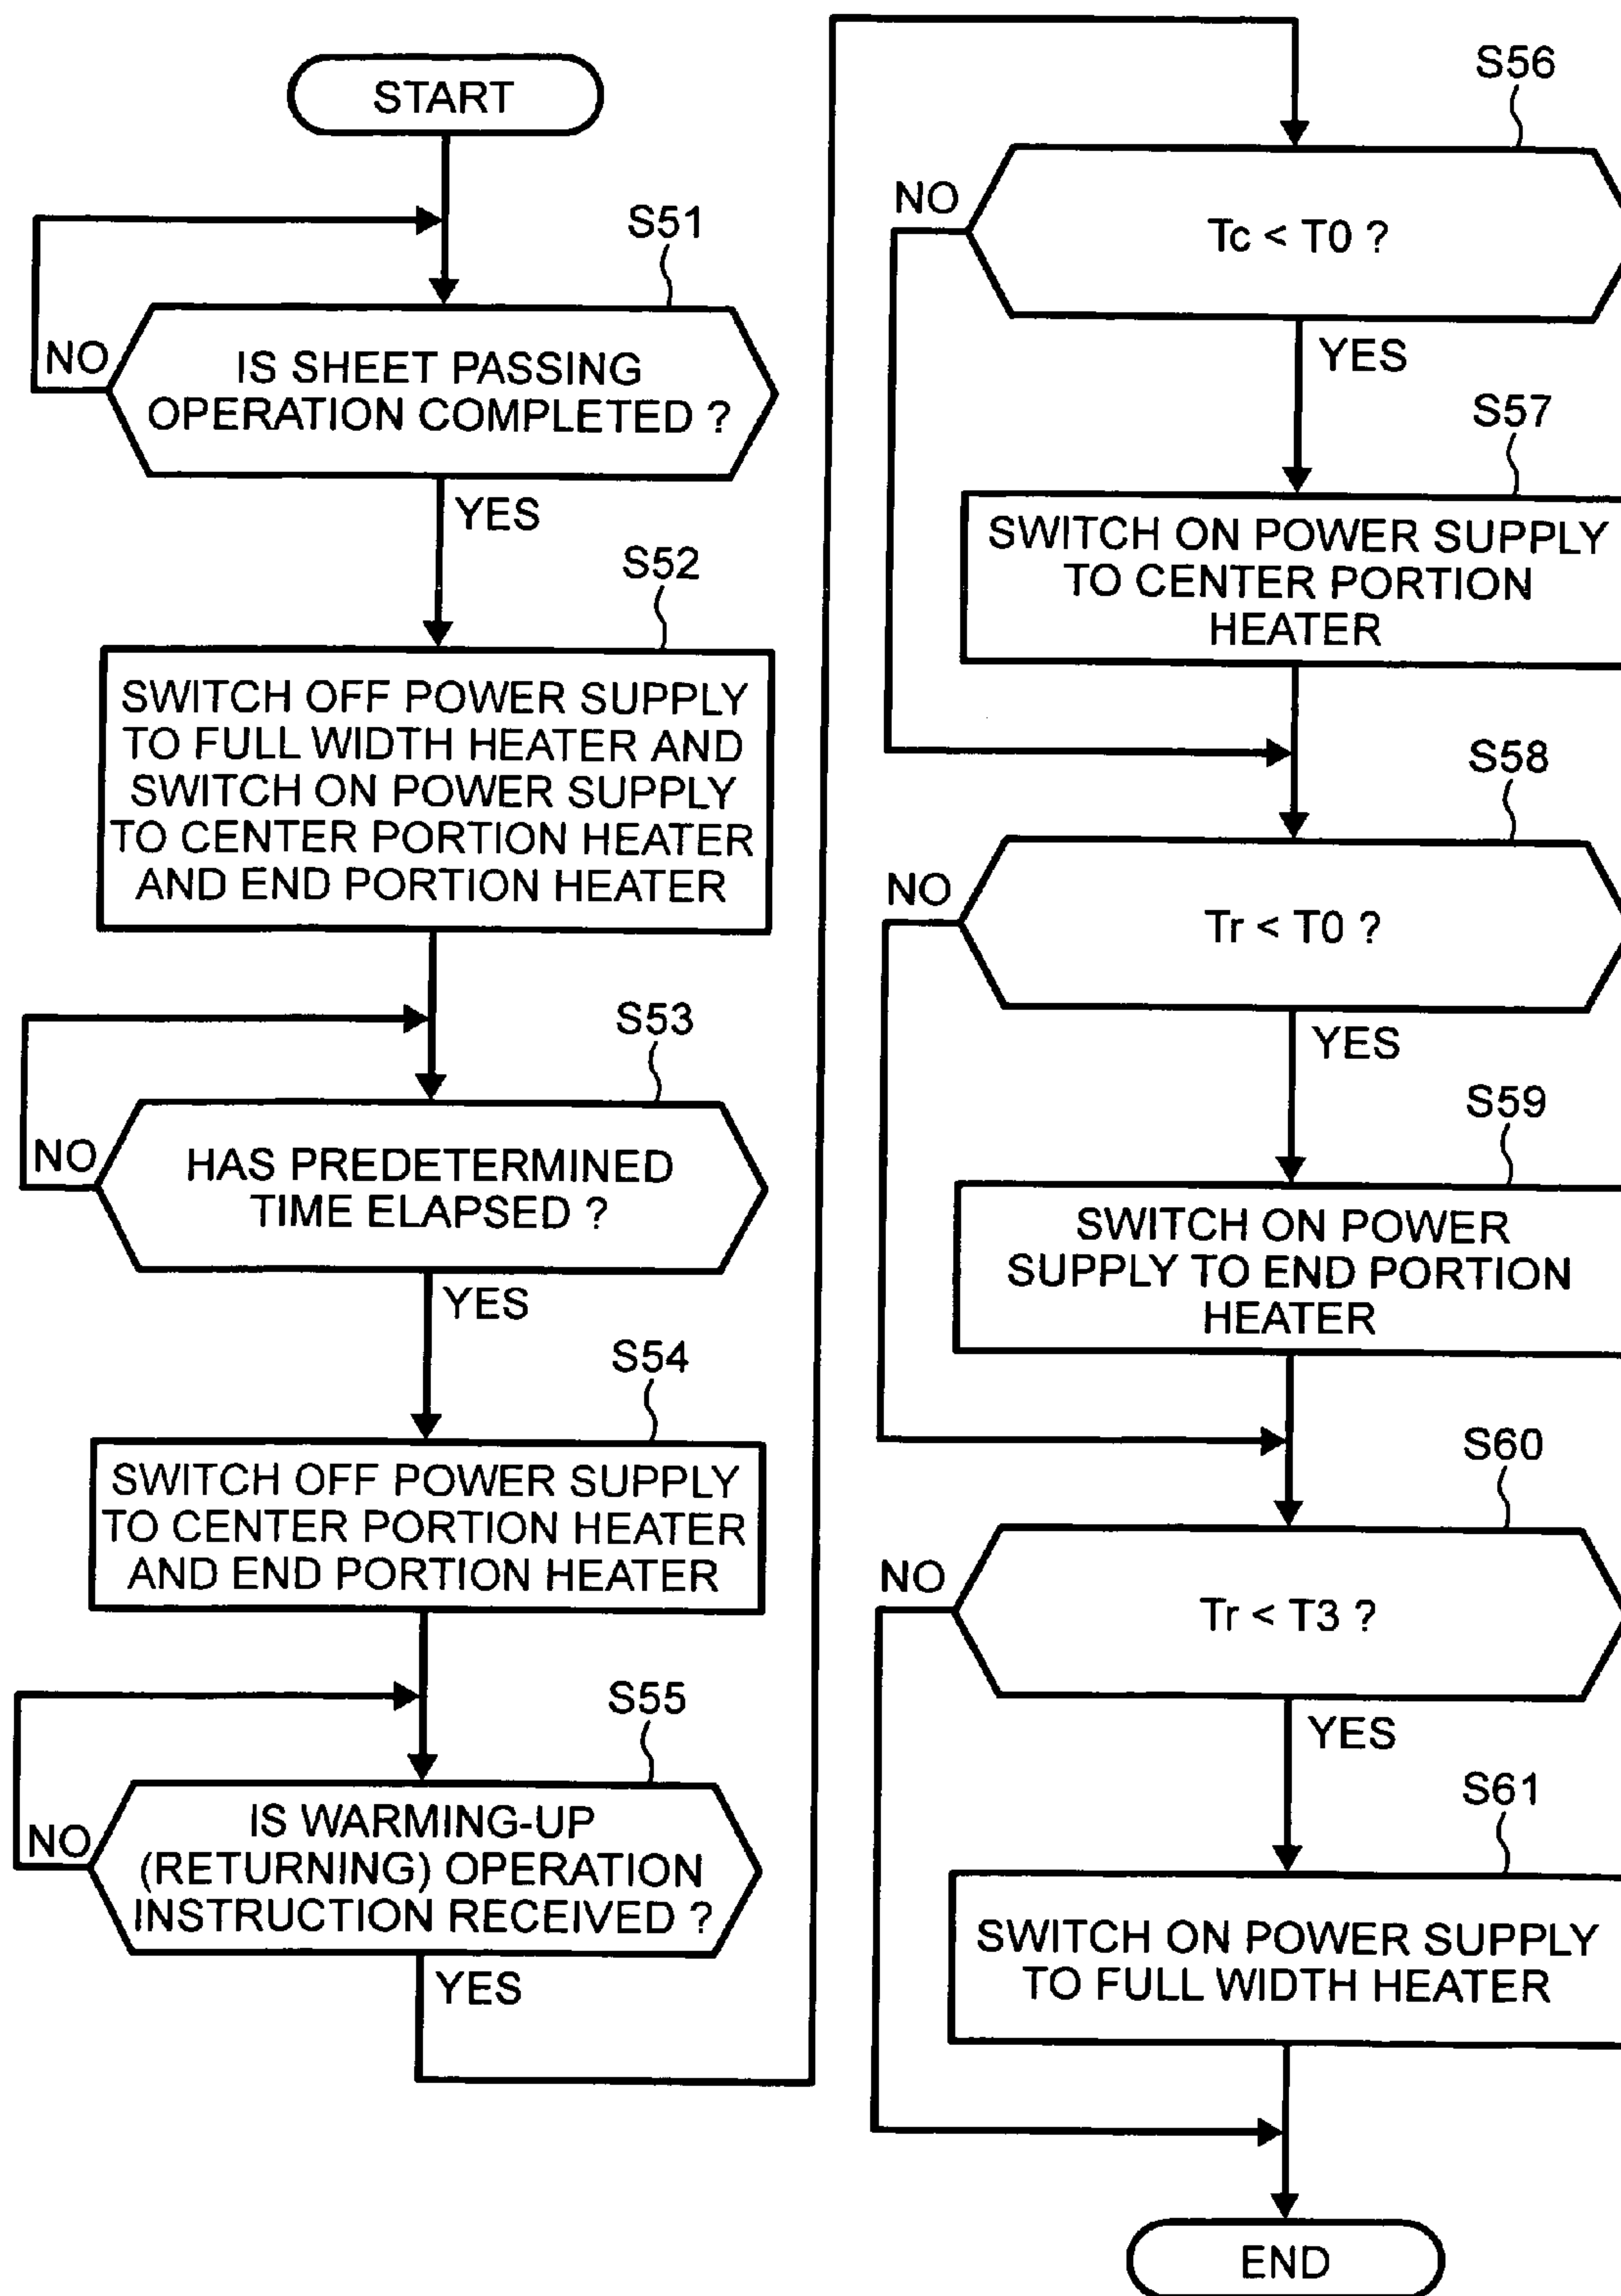 START
S51
NO
IS SHEET PASSING
OPERATION COMPLETED ?
YES
S52
SWITCH OFF POWER SUPPLY
TO FULL WIDTH HEATER AND
SWITCH ON POWER SUPPLY
TO CENTER PORTION HEATER
AND END PORTION HEATER
S53
NO
HAS PREDETERMINED
TIME ELAPSED ?
YES
S54
SWITCH OFF POWER SUPPLY
TO CENTER PORTION HEATER
AND END PORTION HEATER
S55
NO
IS WARMING-UP
(RETURNING) OPERATION
INSTRUCTION RECEIVED ?
YES
S56
NO
Tc < T0 ?
YES
S57
SWITCH ON POWER SUPPLY
TO CENTER PORTION
HEATER
S58
NO
Tr < T0 ?
YES
S59
SWITCH ON POWER
SUPPLY TO END PORTION
HEATER
S60
NO
Tr < T3 ?
YES
S61
SWITCH ON POWER SUPPLY
TO FULL WIDTH HEATER
END